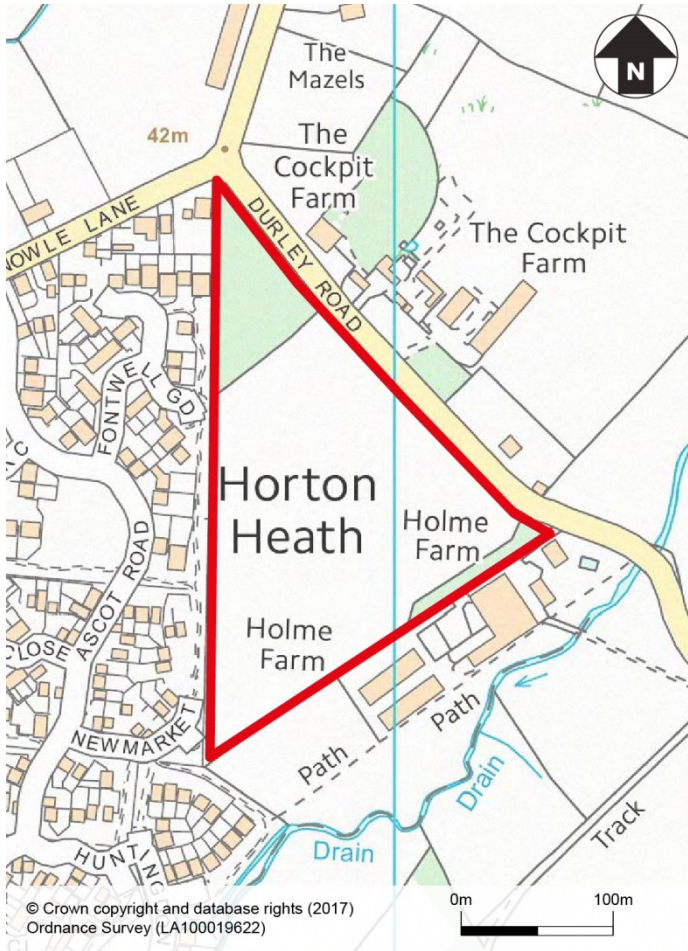 The
Mazels
N
42m
The
Cockpit
Farm
DURLEY ROAD
The Cockpit
Farm
NOWLE LANE
FONTWELL GD
Horton
Heath
Holme
Farm
ASCOT ROAD
Holme
Farm
CLOSE
NEWMARKET
Path
Path
Drain
Track
Drain
HUNTING
0m 100m
© Crown copyright and database rights (2017)
Ordnance Survey (LA100019622)